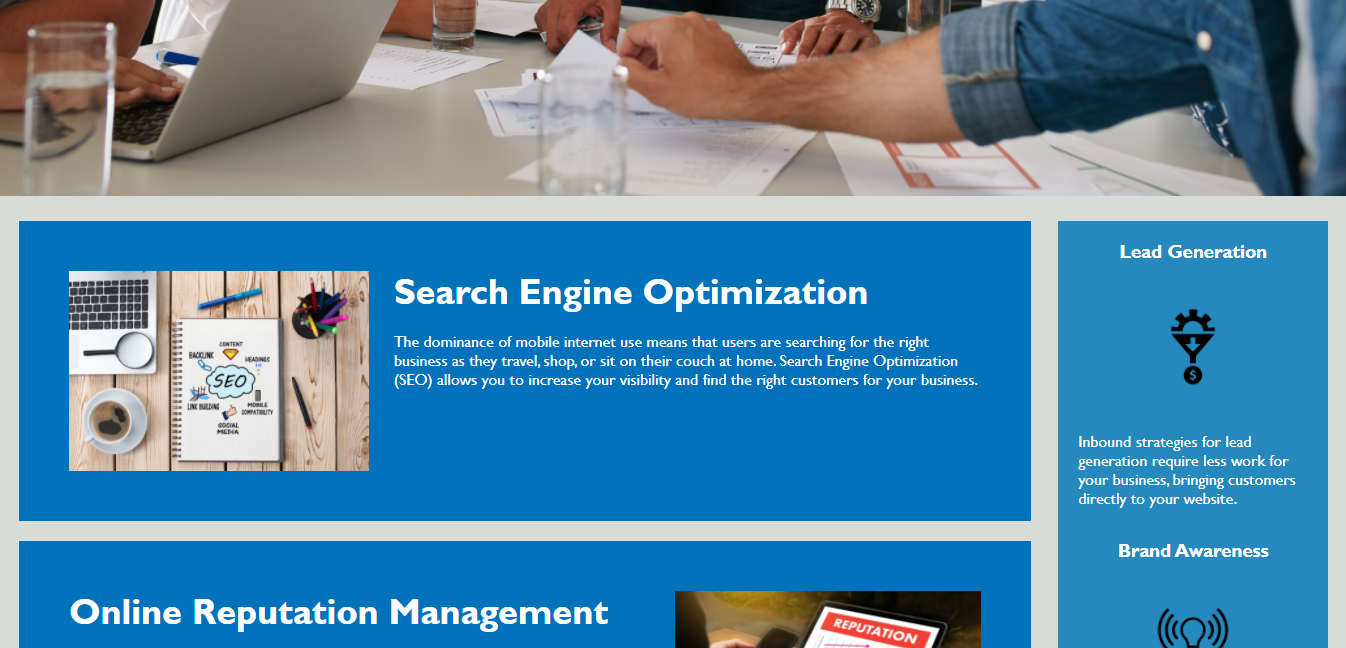 Search Engine Optimization
The dominance of mobile internet use means that users are searching for the right
business as they travel, shop, or sit on their couch at home. Search Engine Optimization
(SEO) allows you to increase your visibility and find the right customers for your business.
CONTENT
BACKLINK
HEADINGS
SEO
LINK BUILDING
MOBILE
COMPATIBILITY
SOCIAL
MEDIA
Online Reputation Management
REPUTATION
Lead Generation
$
Inbound strategies for lead
generation require less work for
your business, bringing customers
directly to your website.
Brand Awareness